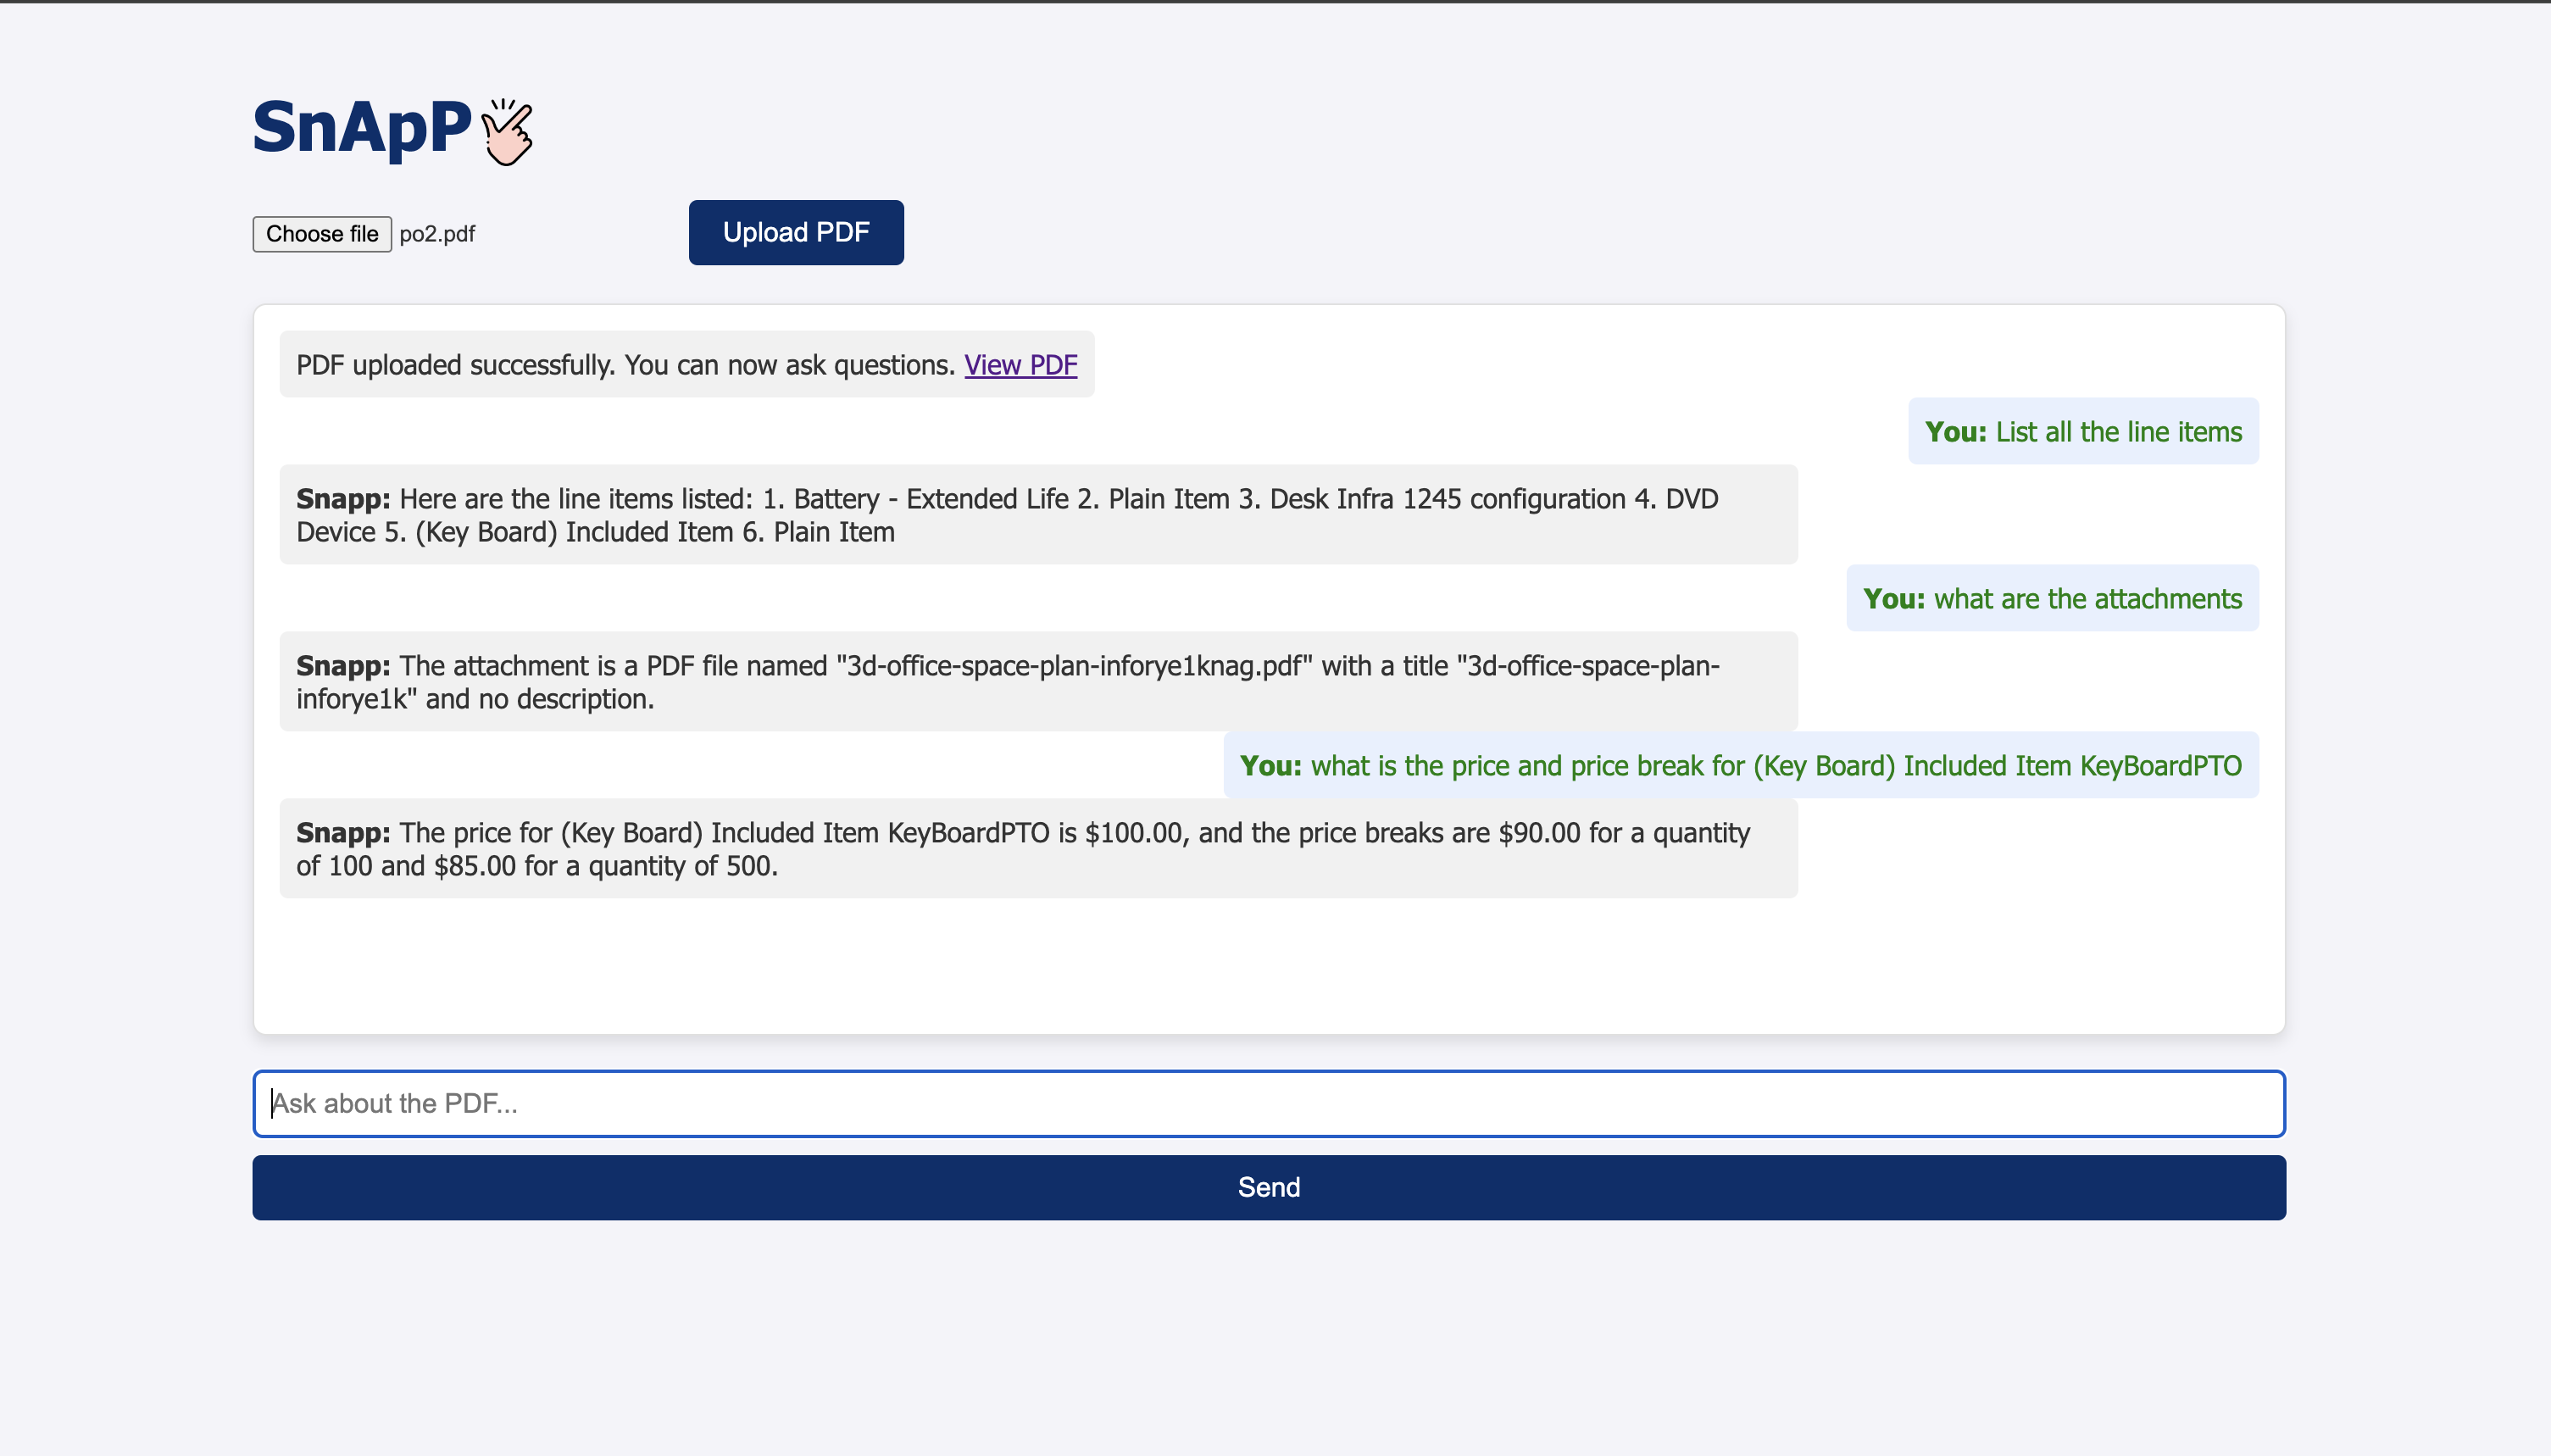 SnApP
Choose file po2.pdf
Upload PDF
PDF uploaded successfully. You can now ask questions. View PDF
You: List all the line items
Snapp: Here are the line items listed: 1. Battery - Extended Life 2. Plain Item 3. Desk Infra 1245 configuration 4. DVD
Device 5. (Key Board) Included Item 6. Plain Item
You: what are the attachments
Snapp: The attachment is a PDF file named "3d-office-space-plan-inforye1knag.pdf" with a title "3d-office-space-plan-
inforye1k" and no description.
You: what is the price and price break for (Key Board) Included Item KeyBoardPTO
Snapp: The price for (Key Board) Included Item KeyBoardPTO is $100.00, and the price breaks are $90.00 for a quantity
of 100 and $85.00 for a quantity of 500.
Ask about the PDF...
Send